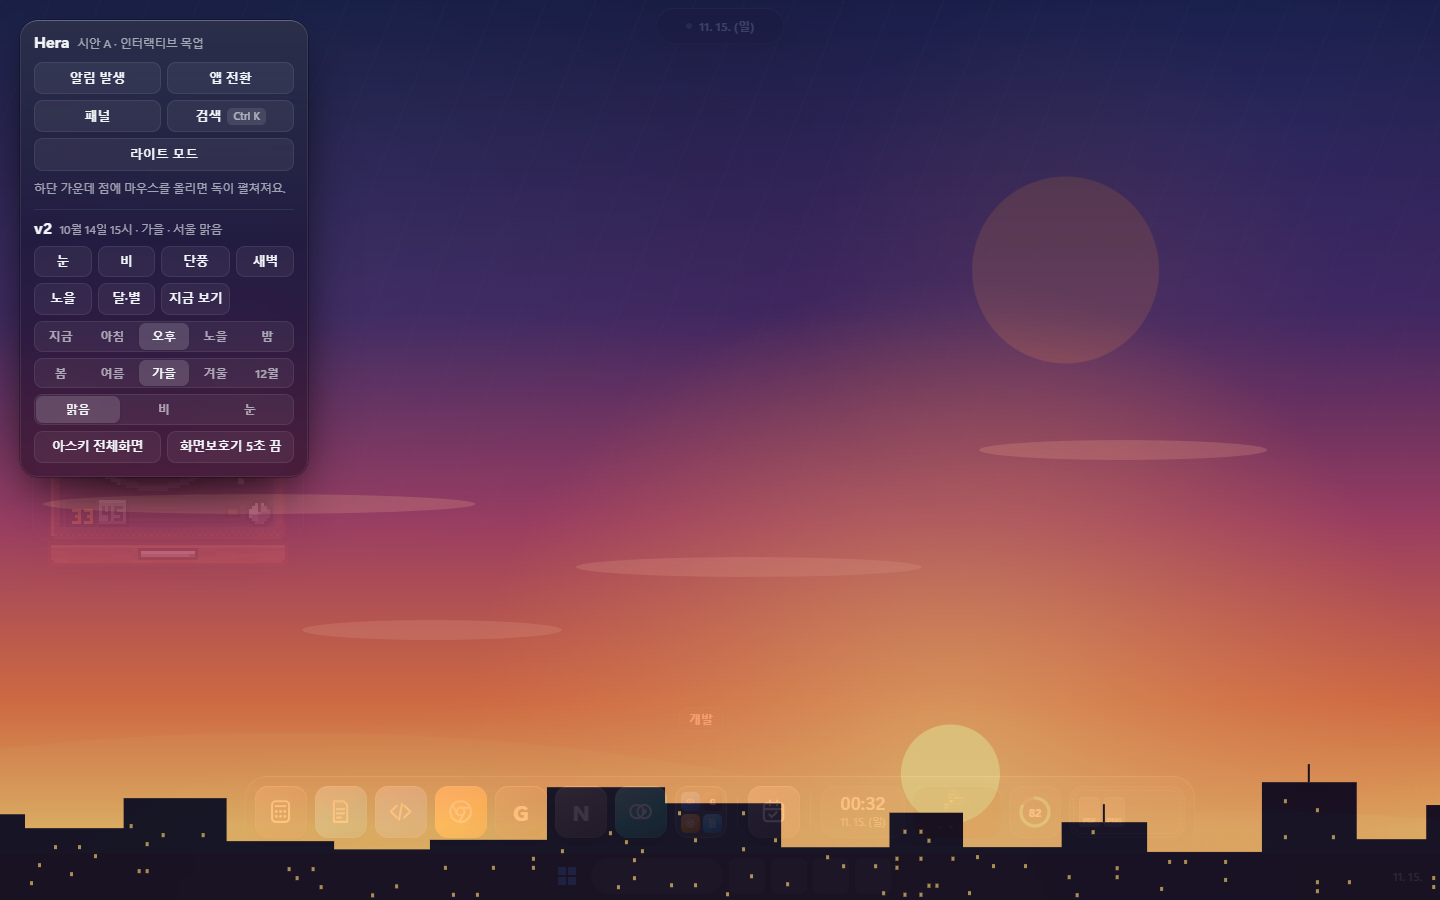 11. 15. (일)
Hera 시안 A · 인터랙티브 목업
알림 발생 앱 전환
패널 검색 Ctrl K
라이트 모드
하단 가운데 점에 마우스를 올리면 독이 펼쳐져요.
v2 10월 14일 15시 · 가을 · 서울 맑음
눈 비 단풍 새벽
노을 달·별 지금 보기
지금 아침 오후 노을 밤
봄 여름 가을 겨울 12월
맑음 비 눈
아스키 전체화면 화면보호기 5초 끔
33 45
개발
G N 00:32 82
11. 15. (일)
11. 15.